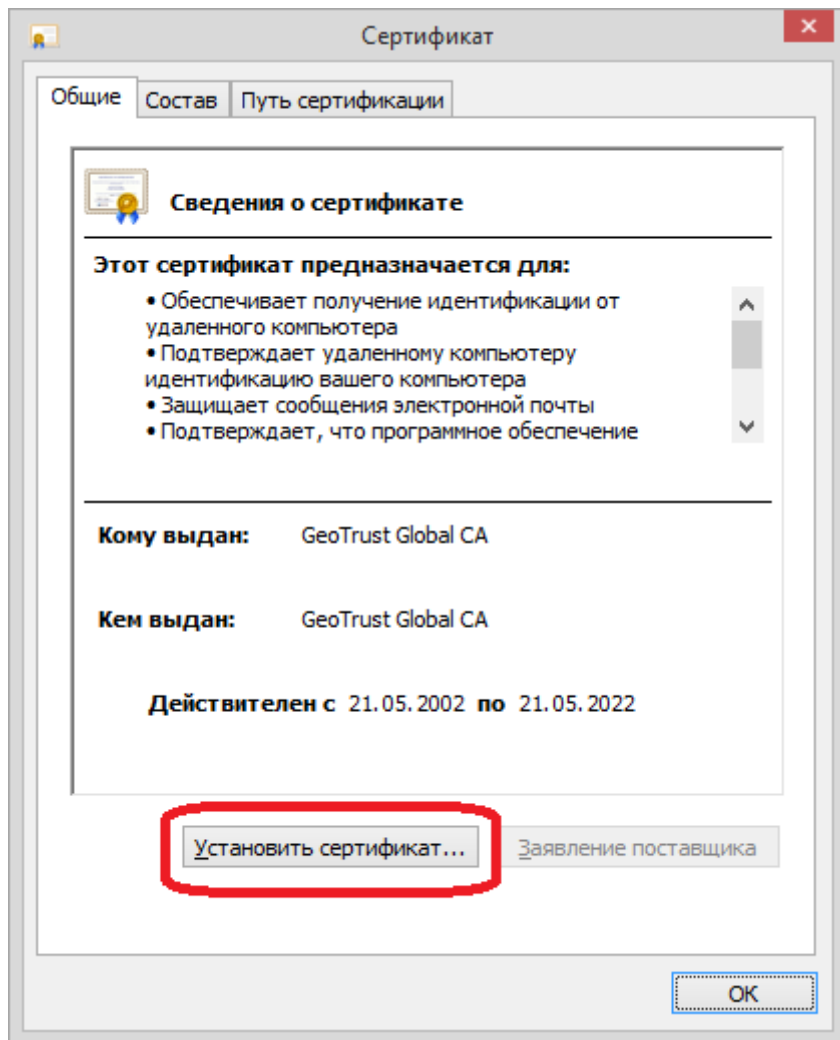 Сертификат
Общие Состав Путь сертификации
Сведения о сертификате
Этот сертификат предназначается для:
• Обеспечивает получение идентификации от
удаленного компьютера
• Подтверждает удаленному компьютеру
идентификацию вашего компьютера
• Защищает сообщения электронной почты
• Подтверждает, что программное обеспечение
Кому выдан: GeoTrust Global CA
Кем выдан: GeoTrust Global CA
Действителен с 21.05.2002 по 21.05.2022
Установить сертификат... Заявление поставщика
ОК